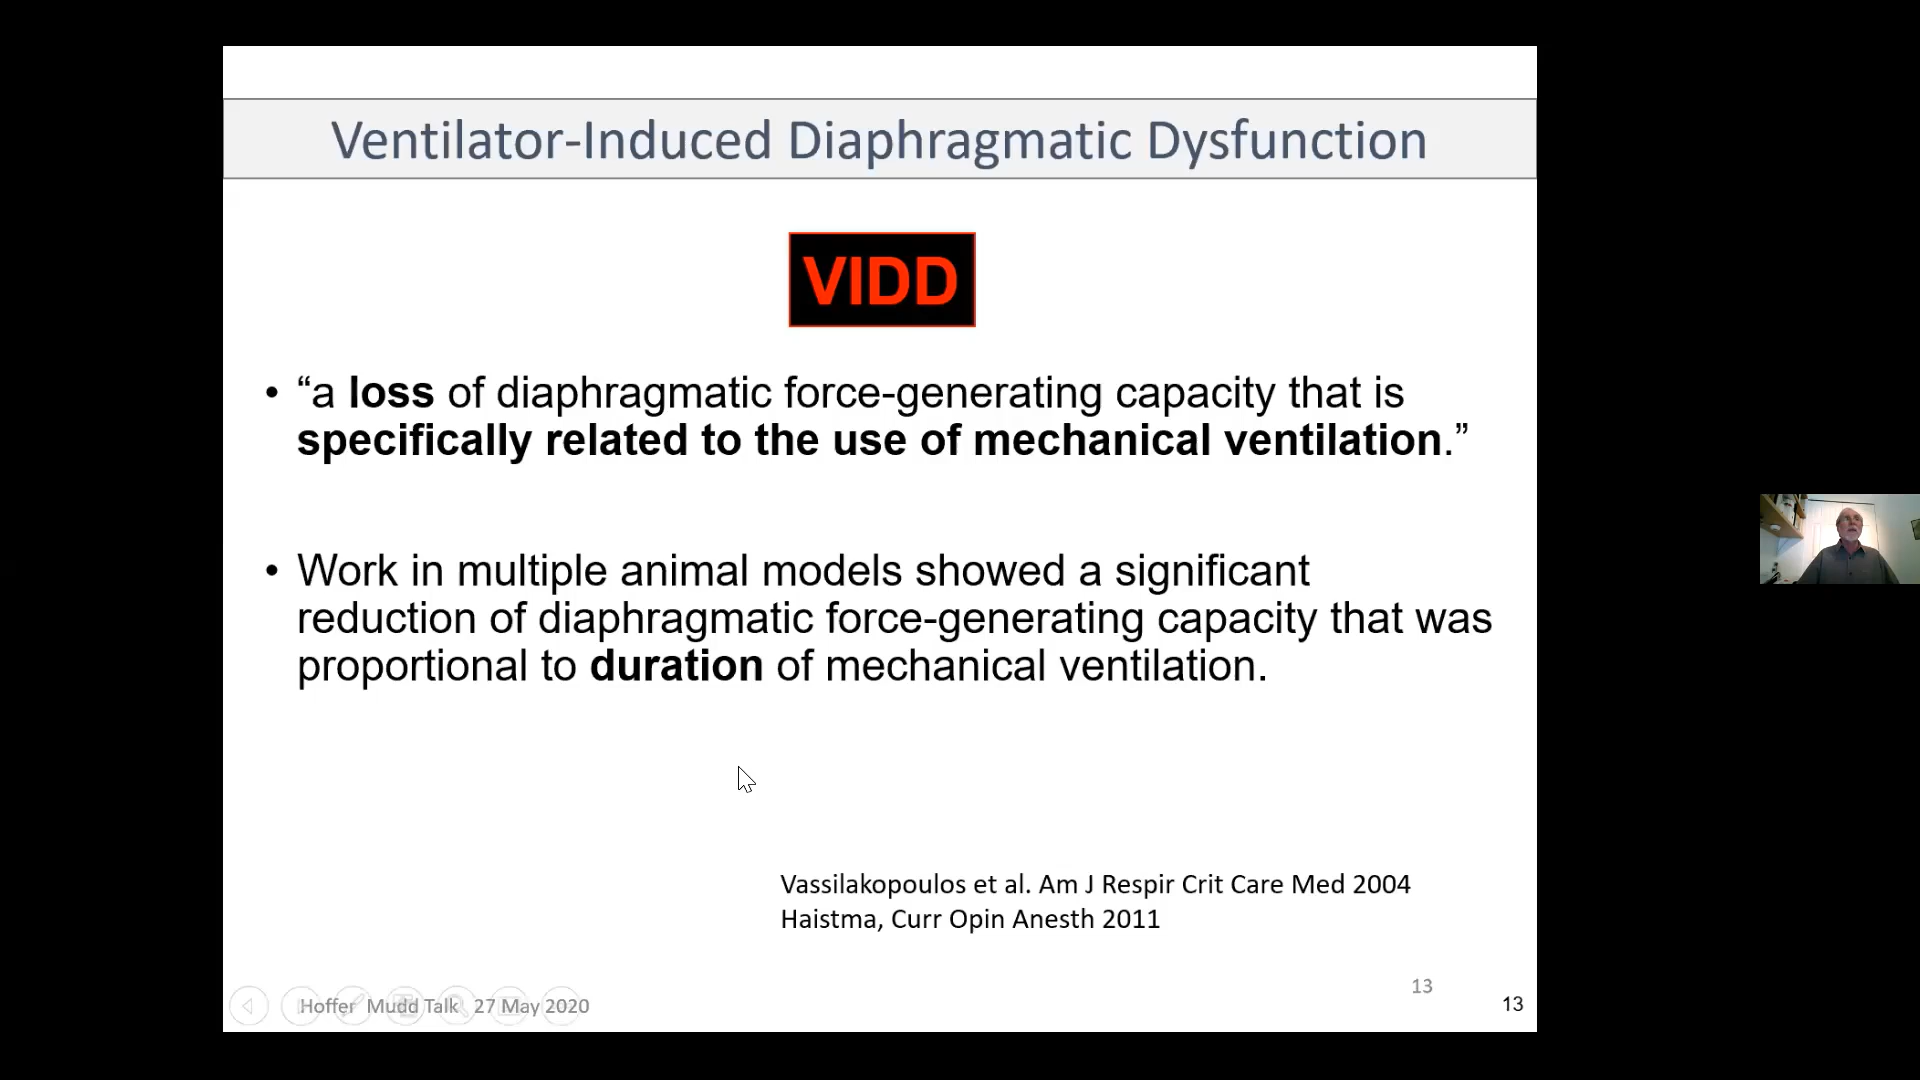 Ventilator-Induced Diaphragmatic Dysfunction
VIDD
• “a loss of diaphragmatic force-generating capacity that is
specifically related to the use of mechanical ventilation.”
• Work in multiple animal models showed a significant
reduction of diaphragmatic force-generating capacity that was
proportional to duration of mechanical ventilation.
Vassilakopoulos et al. Am J Respir Crit Care Med 2004
Haistma, Curr Opin Anesth 2011
13
Hoffer Mudd Talk 27 May 2020
13